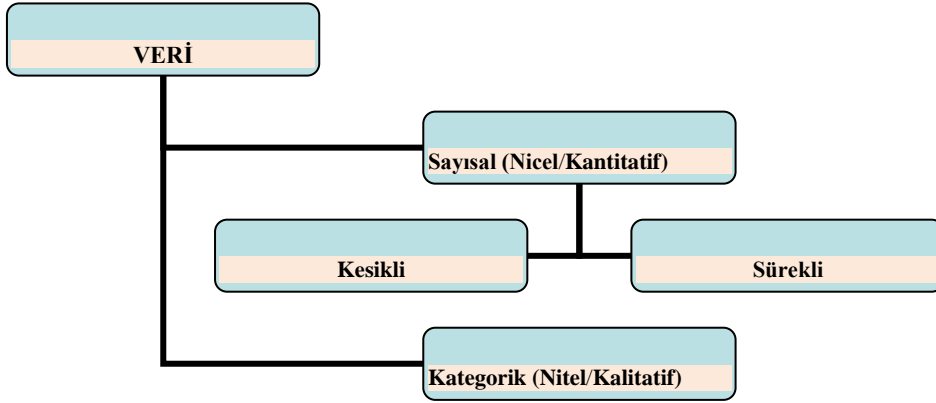 VERİ
Sayısal (Nicel/Kantitatif)
Kesikli
Sürekli
Kategorik (Nitel/Kalitatif)